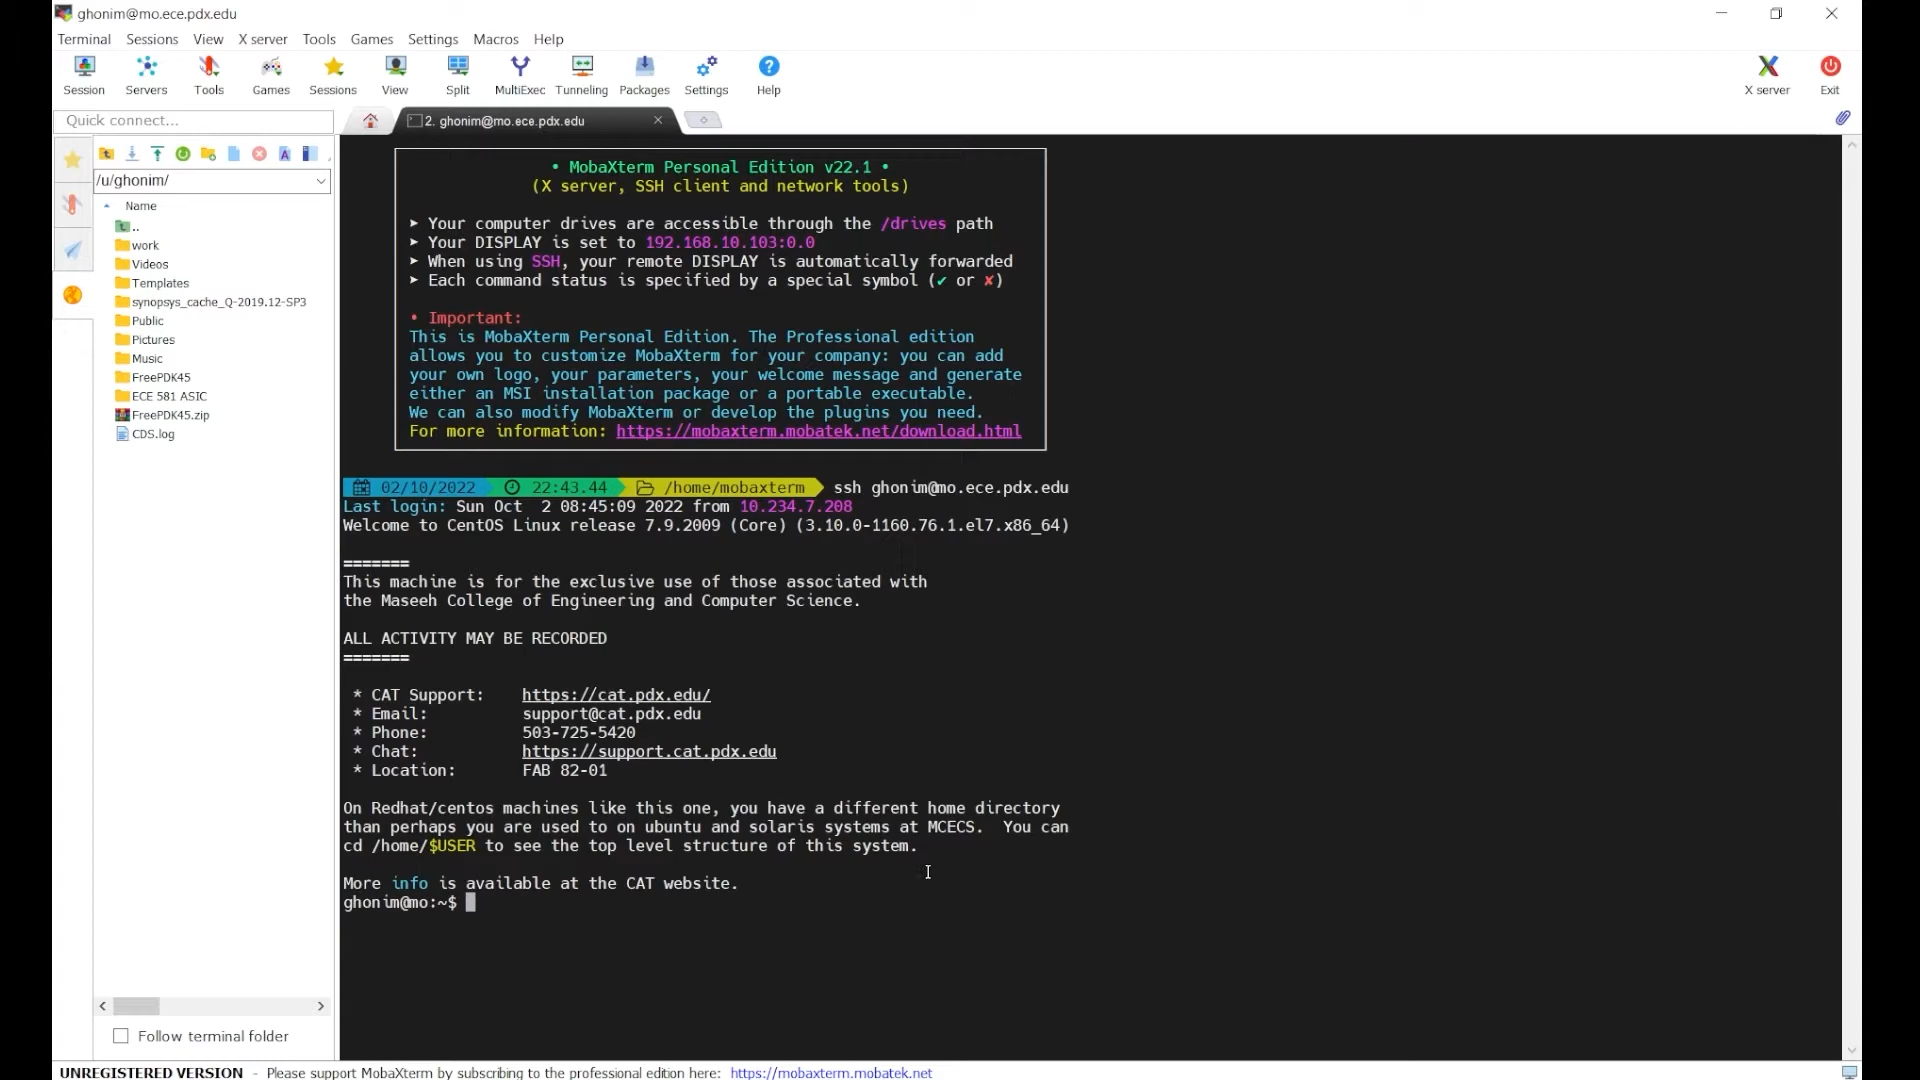 ghonim@mo.ece.pdx.edu
Terminal Sessions View X server Tools Games Settings Macros Help
Session Servers Tools Games Sessions View Split MultiExec Tunneling Packages Settings Help X server Exit
Quick connect...
2. ghonim@mo.ece.pdx.edu
/u/ghonim/
Name
..
work
Videos
Templates
synopsys_cache_Q-2019.12-SP3
Public
Pictures
Music
FreePDK45
ECE 581 ASIC
FreePDK45.zip
CDS.log
Follow terminal folder
• MobaXterm Personal Edition v22.1 •
(X server, SSH client and network tools)
➤ Your computer drives are accessible through the /drives path
➤ Your DISPLAY is set to 192.168.10.103:0.0
➤ When using SSH, your remote DISPLAY is automatically forwarded
➤ Each command status is specified by a special symbol (✔ or ✘)
• Important:
This is MobaXterm Personal Edition. The Professional edition
allows you to customize MobaXterm for your company: you can add
your own logo, your parameters, your welcome message and generate
either an MSI installation package or a portable executable.
We can also modify MobaXterm or develop the plugins you need.
For more information: https://mobaxterm.mobatek.net/download.html
02/10/2022 22:43.44 /home/mobaxterm ssh ghonim@mo.ece.pdx.edu
Last login: Sun Oct  2 08:45:09 2022 from 10.234.7.208
Welcome to CentOS Linux release 7.9.2009 (Core) (3.10.0-1160.76.1.el7.x86_64)
=======
This machine is for the exclusive use of those associated with
the Maseeh College of Engineering and Computer Science.
ALL ACTIVITY MAY BE RECORDED
=======
* CAT Support: https://cat.pdx.edu/
* Email: support@cat.pdx.edu
* Phone: 503-725-5420
* Chat: https://support.cat.pdx.edu
* Location: FAB 82-01
On Redhat/centos machines like this one, you have a different home directory
than perhaps you are used to on ubuntu and solaris systems at MCECS.  You can
cd /home/$USER to see the top level structure of this system.
More info is available at the CAT website.
ghonim@mo:~$
UNREGISTERED VERSION - Please support MobaXterm by subscribing to the professional edition here: https://mobaxterm.mobatek.net